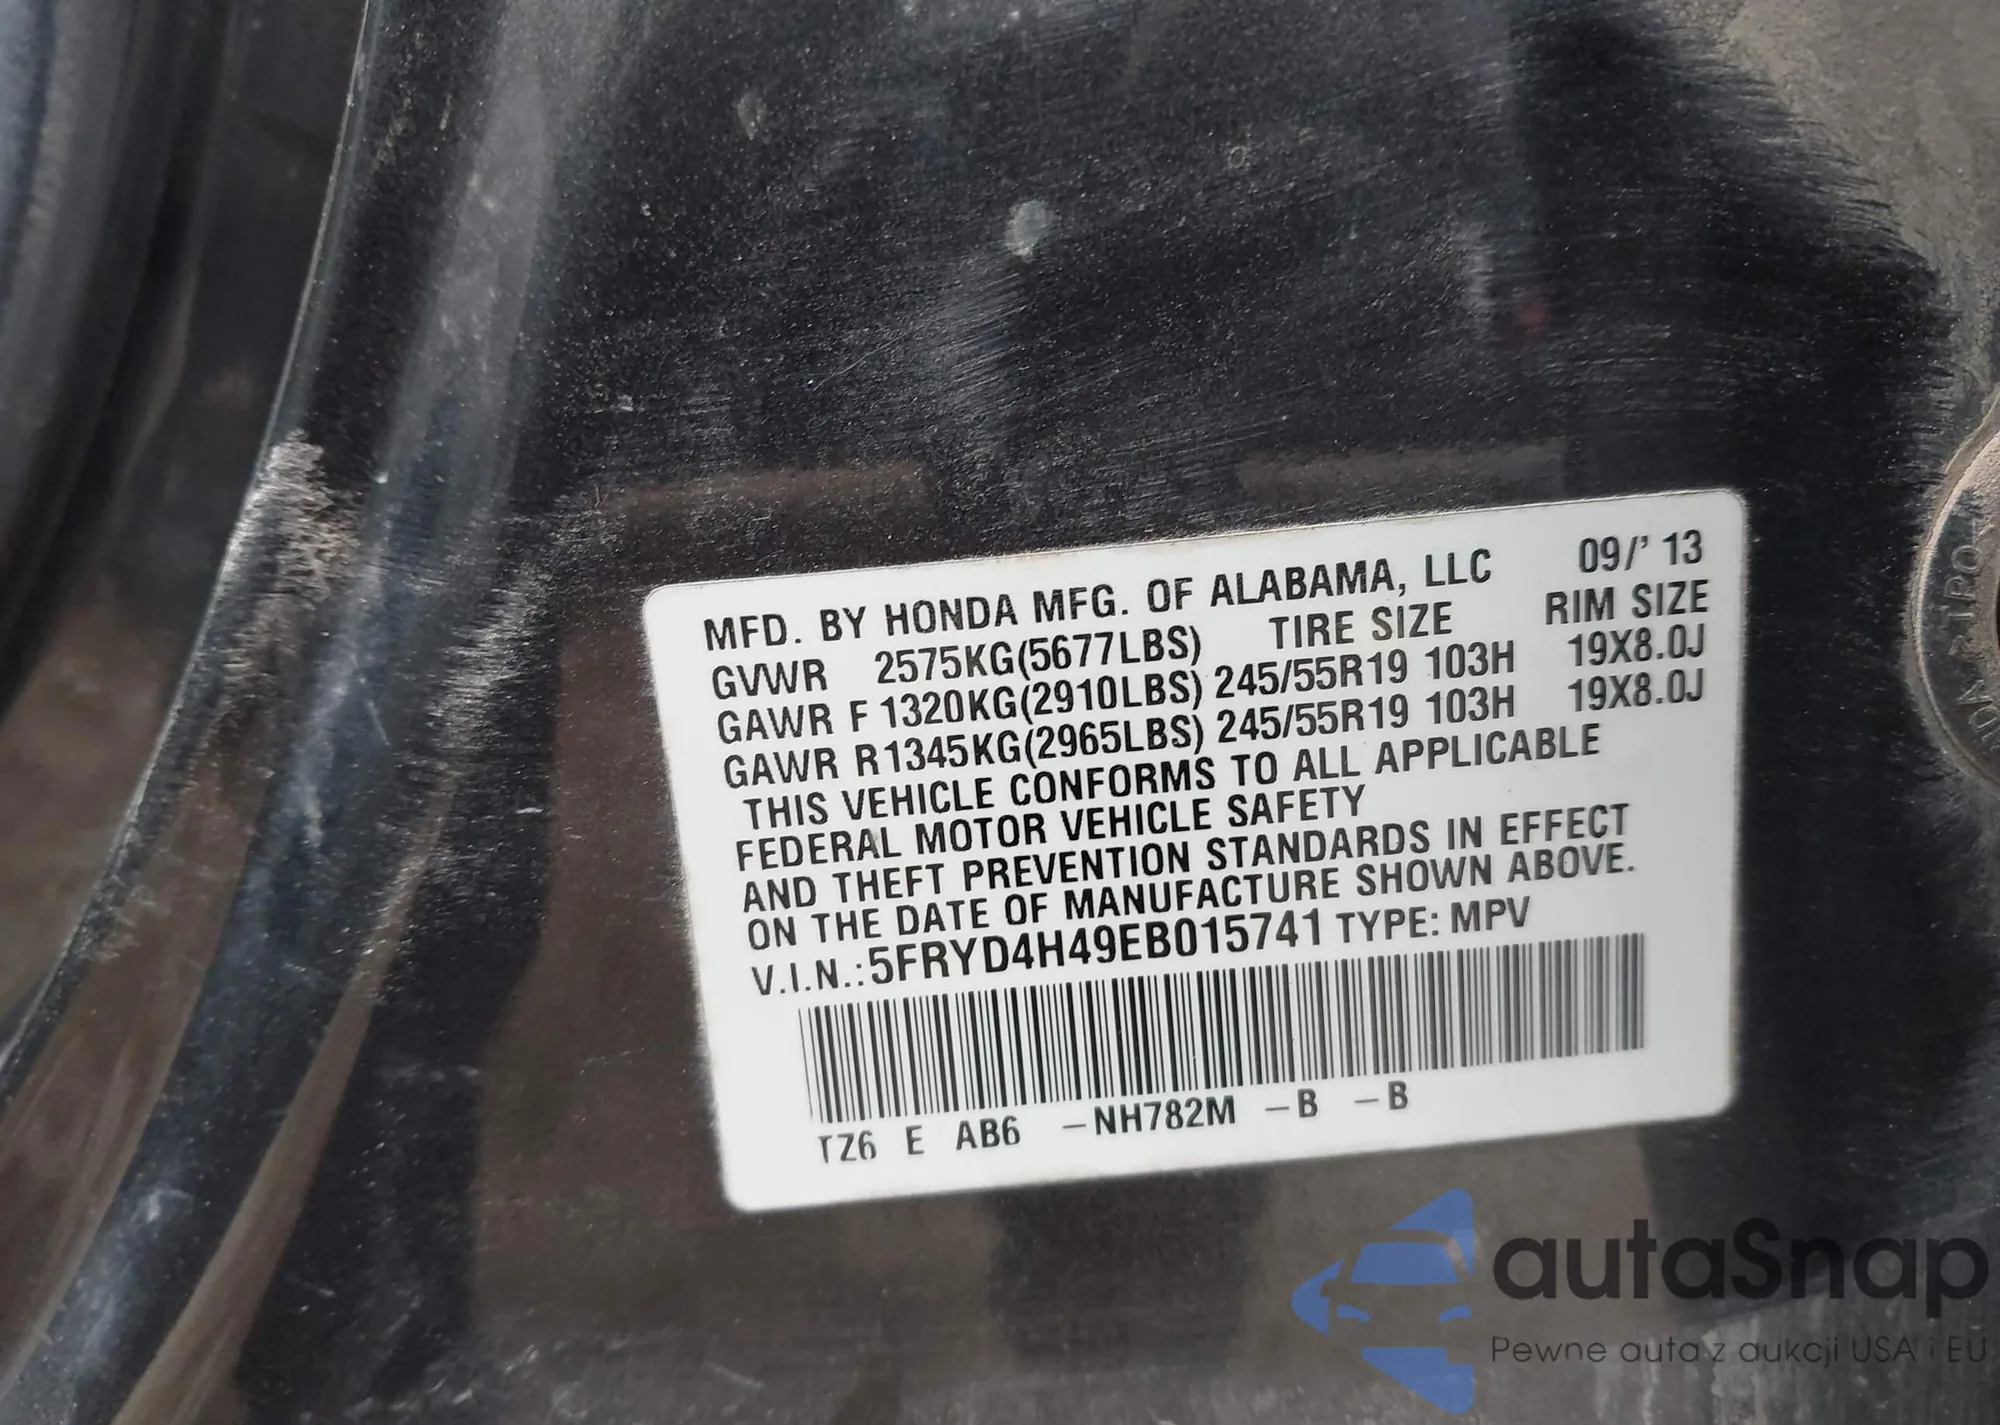 MFD. BY HONDA MFG. OF ALABAMA, LLC 09/' 13
GVWR 2575KG(5677LBS) TIRE SIZE RIM SIZE
GAWR F 1320KG(2910LBS) 245/55R19 103H 19X8.0J
GAWR R1345KG(2965LBS) 245/55R19 103H 19X8.0J
THIS VEHICLE CONFORMS TO ALL APPLICABLE
FEDERAL MOTOR VEHICLE SAFETY
AND THEFT PREVENTION STANDARDS IN EFFECT
ON THE DATE OF MANUFACTURE SHOWN ABOVE.
V.I.N.:5FRYD4H49EB015741 TYPE: MPV
TZ6 E AB6 -NH782M -B -B
autaSnap
Pewne auta z aukcji USA i EU